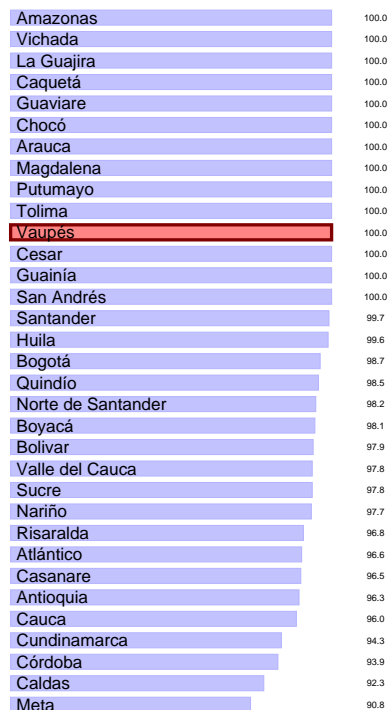 Amazonas 100.0
Vichada 100.0
La Guajira 100.0
Caquetá 100.0
Guaviare 100.0
Chocó 100.0
Arauca 100.0
Magdalena 100.0
Putumayo 100.0
Tolima 100.0
Vaupés 100.0
Cesar 100.0
Guainía 100.0
San Andrés 100.0
Santander 99.7
Huila 99.6
Bogotá 98.7
Quindío 98.5
Norte de Santander 98.2
Boyacá 98.1
Bolivar 97.9
Valle del Cauca 97.8
Sucre 97.8
Nariño 97.7
Risaralda 96.8
Atlántico 96.6
Casanare 96.5
Antioquia 96.3
Cauca 96.0
Cundinamarca 94.3
Córdoba 93.9
Caldas 92.3
Meta 90.8